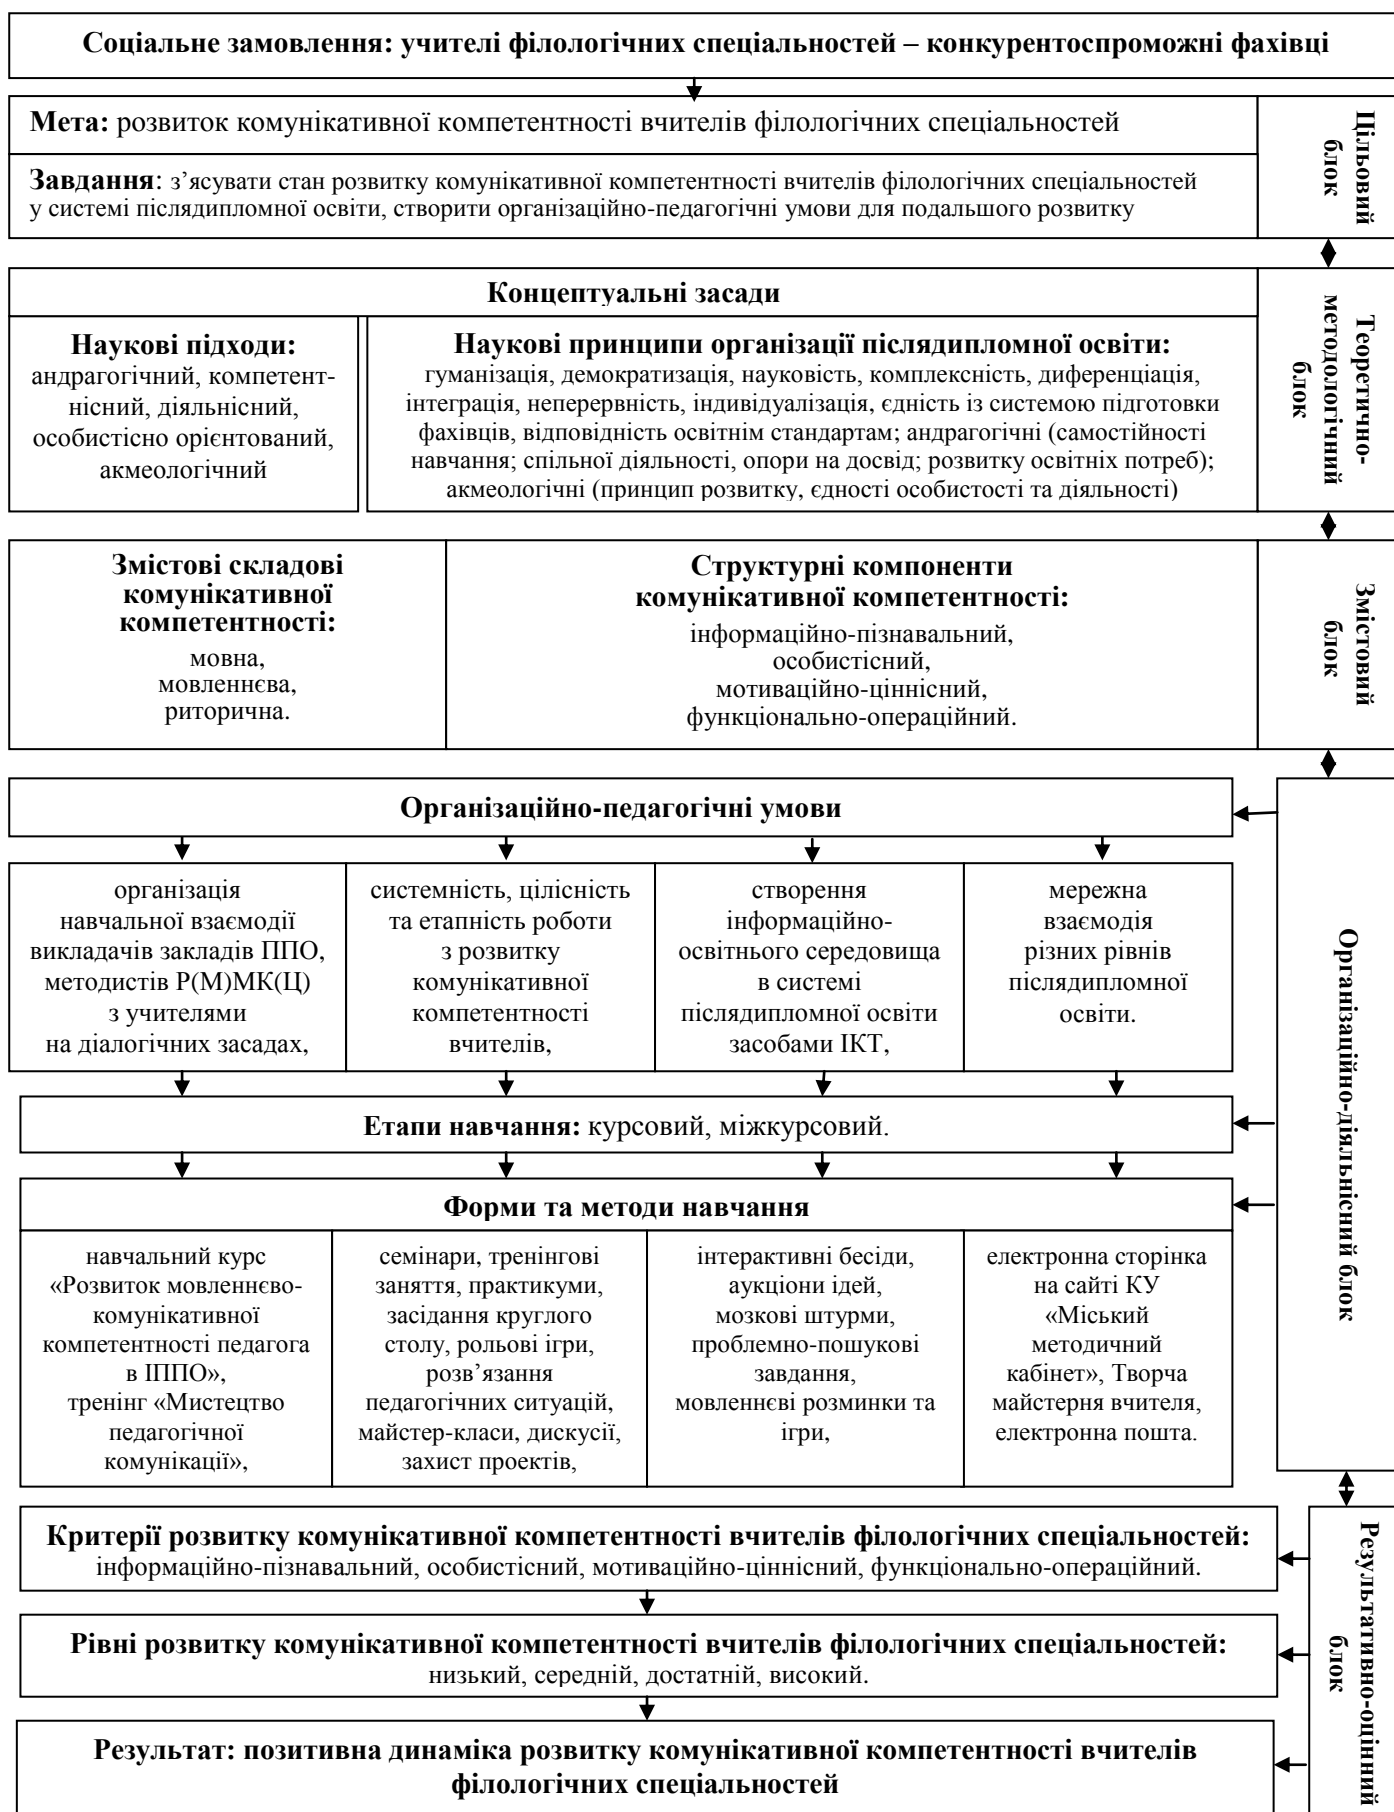 Соціальне замовлення: учителі філологічних спеціальностей – конкурентоспроможні фахівці
Мета: розвиток комунікативної компетентності вчителів філологічних спеціальностей
Завдання: з’ясувати стан розвитку комунікативної компетентності вчителів філологічних спеціальностей
у системі післядипломної освіти, створити організаційно-педагогічні умови для подальшого розвитку
Цільовий
блок
Концептуальні засади
Наукові підходи:
андрагогічний, компетент-
нісний, діяльнісний,
особистісно орієнтований,
акмеологічний
Наукові принципи організації післядипломної освіти:
гуманізація, демократизація, науковість, комплексність, диференціація,
інтеграція, неперервність, індивідуалізація, єдність із системою підготовки
фахівців, відповідність освітнім стандартам; андрагогічні (самостійності
навчання; спільної діяльності, опори на досвід; розвитку освітніх потреб);
акмеологічні (принцип розвитку, єдності особистості та діяльності)
Теоретично-
методологічний
блок
Змістові складові
комунікативної
компетентності:
мовна,
мовленнєва,
риторична.
Структурні компоненти
комунікативної компетентності:
інформаційно-пізнавальний,
особистісний,
мотиваційно-ціннісний,
функціонально-операційний.
Змістовий
блок
Організаційно-педагогічні умови
організація
навчальної взаємодії
викладачів закладів ППО,
методистів Р(М)МК(Ц)
з учителями
на діалогічних засадах,
системність, цілісність
та етапність роботи
з розвитку
комунікативної
компетентності
вчителів,
створення
інформаційно-
освітнього середовища
в системі
післядипломної освіти
засобами ІКТ,
мережна
взаємодія
різних рівнів
післядипломної
освіти.
Етапи навчання: курсовий, міжкурсовий.
Форми та методи навчання
навчальний курс
«Розвиток мовленнєво-
комунікативної
компетентності педагога
в ІППО»,
тренінг «Мистецтво
педагогічної
комунікації»,
семінари, тренінгові
заняття, практикуми,
засідання круглого
столу, рольові ігри,
розв’язання
педагогічних ситуацій,
майстер-класи, дискусії,
захист проектів,
інтерактивні бесіди,
аукціони ідей,
мозкові штурми,
проблемно-пошукові
завдання,
мовленнєві розминки та
ігри,
електронна сторінка
на сайті КУ
«Міський
методичний
кабінет», Творча
майстерня вчителя,
електронна пошта.
Організаційно-діяльнісний блок
Критерії розвитку комунікативної компетентності вчителів філологічних спеціальностей:
інформаційно-пізнавальний, особистісний, мотиваційно-ціннісний, функціонально-операційний.
Рівні розвитку комунікативної компетентності вчителів філологічних спеціальностей:
низький, середній, достатній, високий.
Результат: позитивна динаміка розвитку комунікативної компетентності вчителів
філологічних спеціальностей
Результативно-оцінний
блок